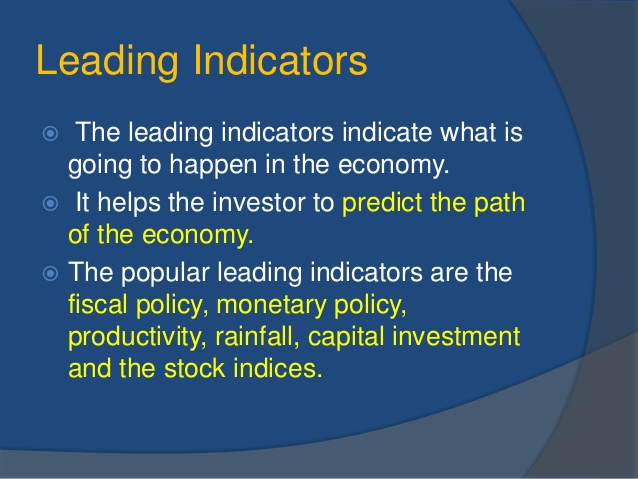 Leading Indicators
The leading indicators indicate what is
going to happen in the economy.
It helps the investor to predict the path
of the economy.
The popular leading indicators are the
fiscal policy, monetary policy,
productivity, rainfall, capital investment
and the stock indices.